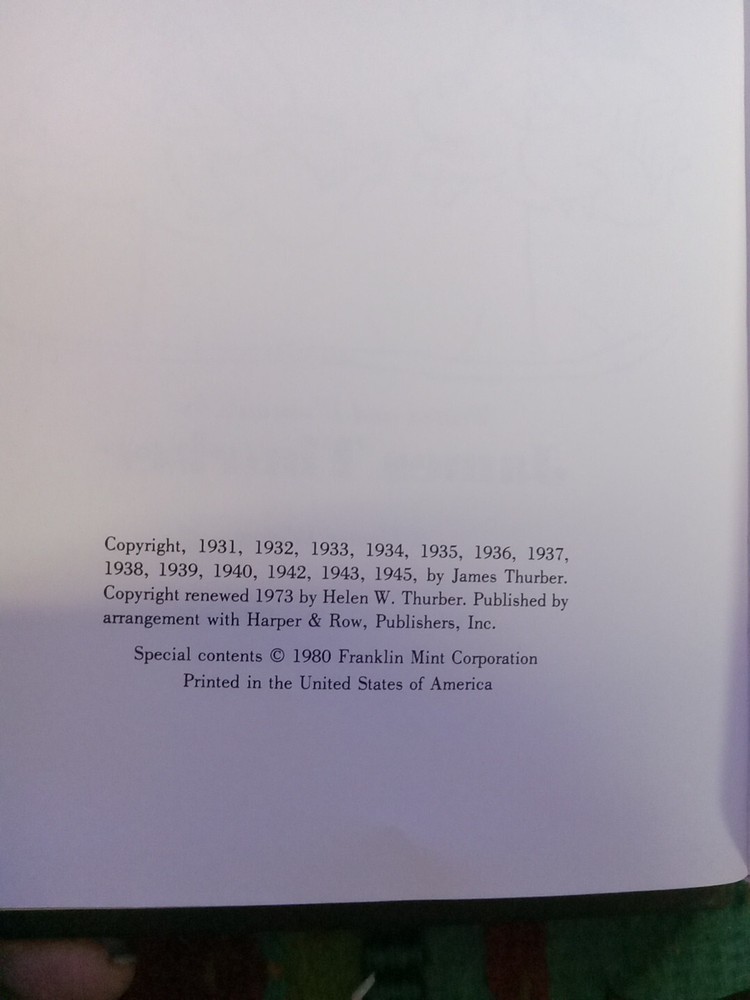 Copyright, 1931, 1932, 1933, 1934, 1935, 1936, 1937,
1938, 1939, 1940, 1942, 1943, 1945, by James Thurber.
Copyright renewed 1973 by Helen W. Thurber. Published by
arrangement with Harper & Row, Publishers, Inc.
Special contents © 1980 Franklin Mint Corporation
Printed in the United States of America